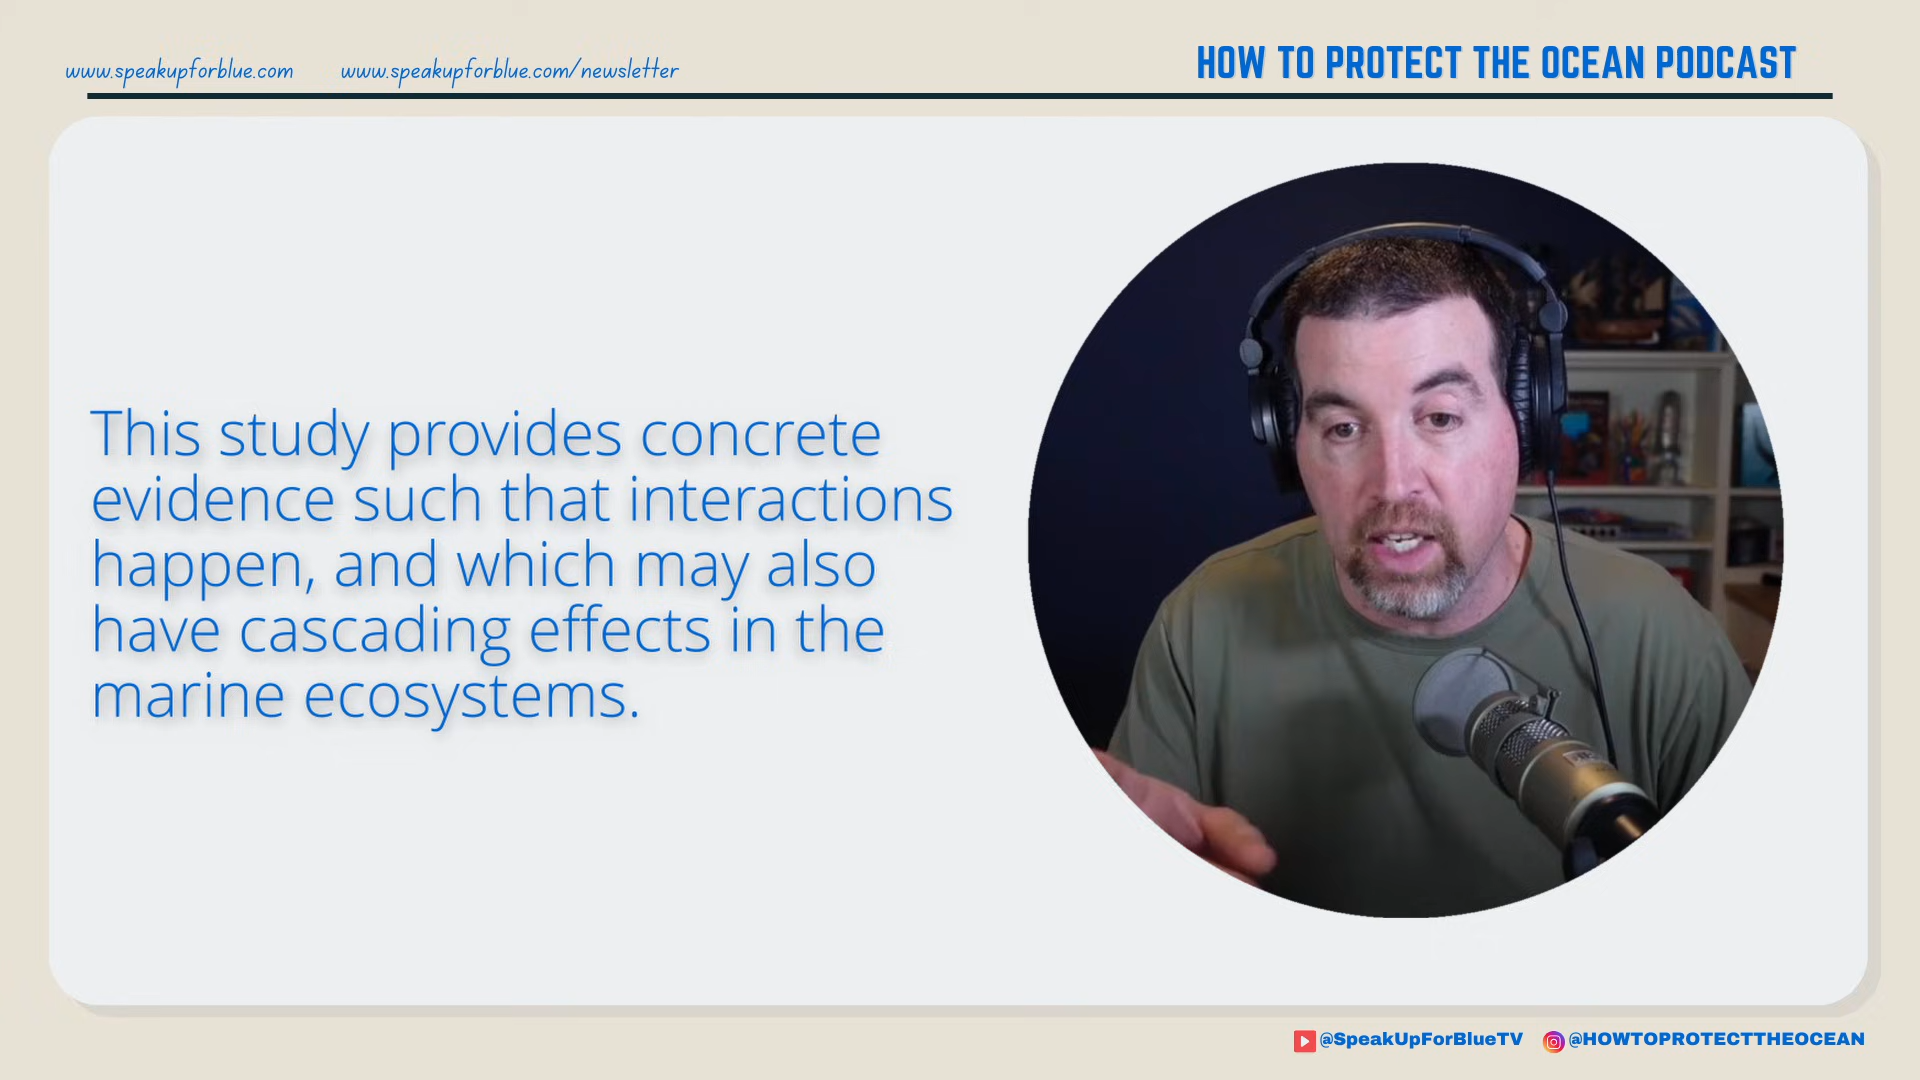 www.speakupforblue.com www.speakupforblue.com/newsletter
HOW TO PROTECT THE OCEAN PODCAST
This study provides concrete
evidence such that interactions
happen, and which may also
have cascading effects in the
marine ecosystems.
@SpeakUpForBlueTV @HOWTOPROTECTTHEOCEAN